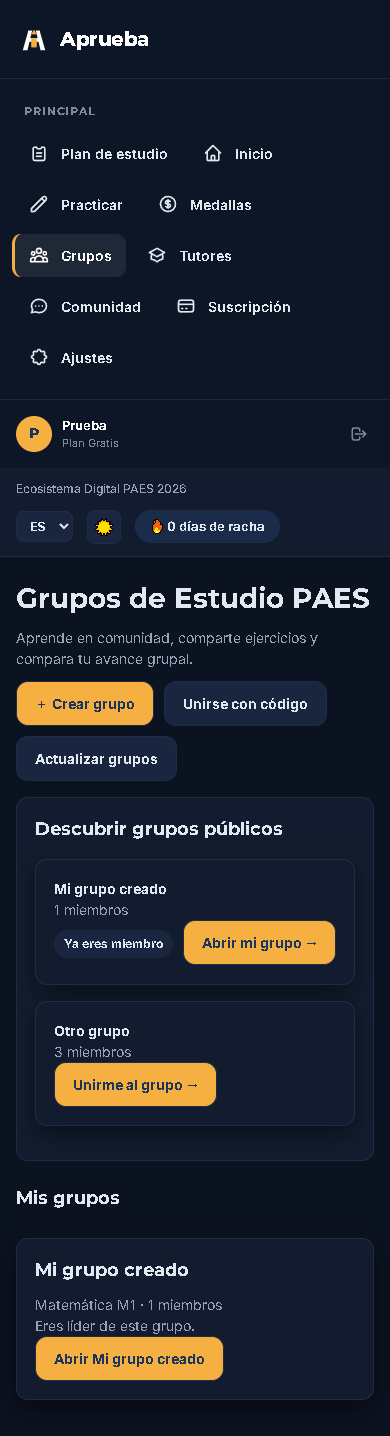 Aprueba
PRINCIPAL
Plan de estudio
Inicio
Practicar
Medallas
Grupos
Tutores
Comunidad
Suscripción
Ajustes
P
Prueba
Plan Gratis
Ecosistema Digital PAES 2026
ES
0 días de racha
Grupos de Estudio PAES
Aprende en comunidad, comparte ejercicios y
compara tu avance grupal.
+ Crear grupo
Unirse con código
Actualizar grupos
Descubrir grupos públicos
Mi grupo creado
1 miembros
Ya eres miembro
Abrir mi grupo →
Otro grupo
3 miembros
Unirme al grupo →
Mis grupos
Mi grupo creado
Matemática M1 · 1 miembros
Eres líder de este grupo.
Abrir Mi grupo creado